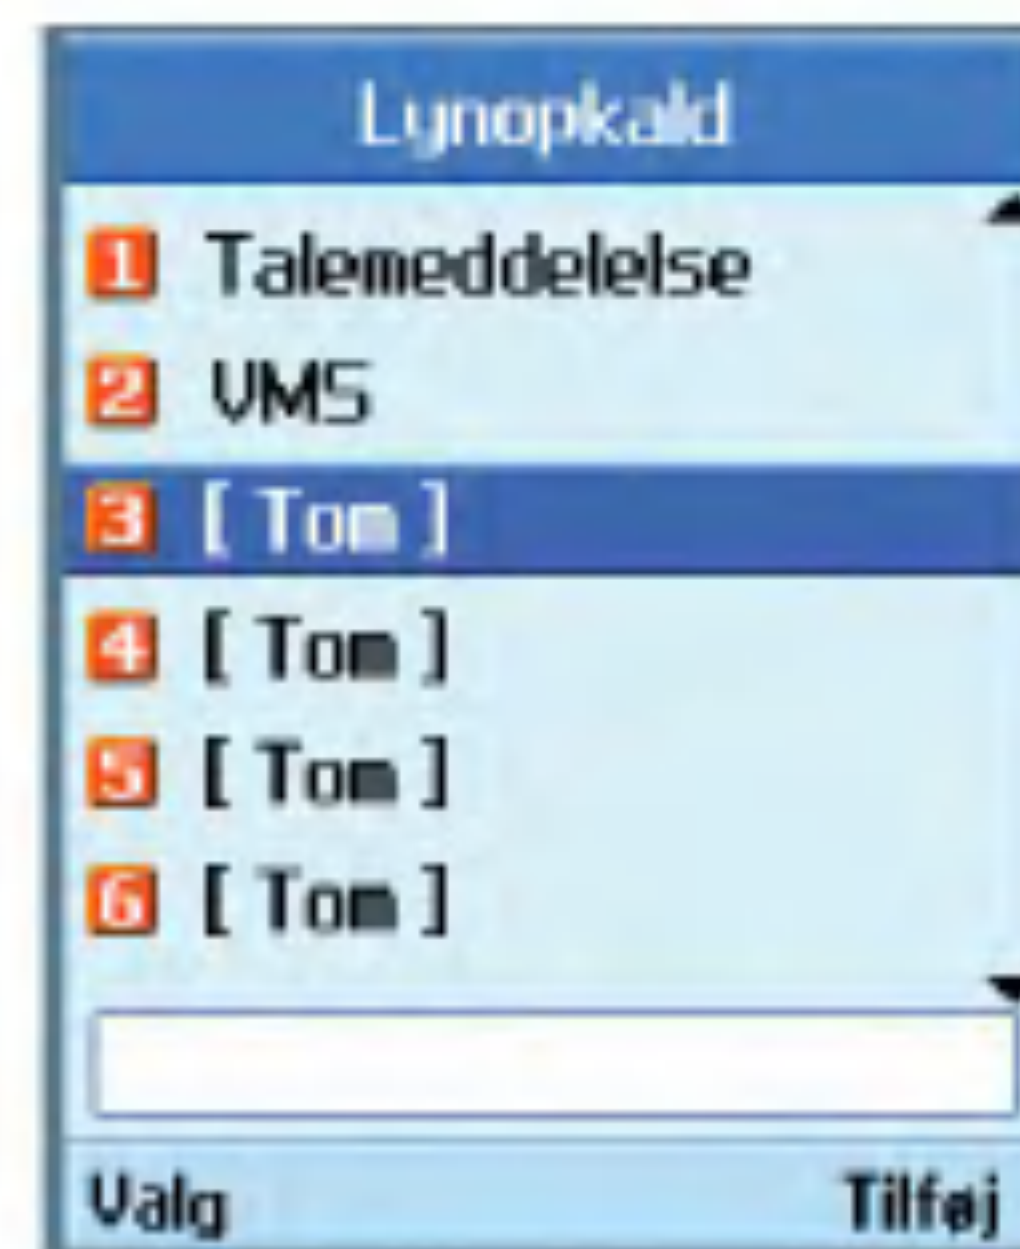 Lynopkald
1 Talemeddelelse
2 VMS
3 [ Tom ]
4 [ Tom ]
5 [ Tom ]
6 [ Tom ]
Valg Tilføj